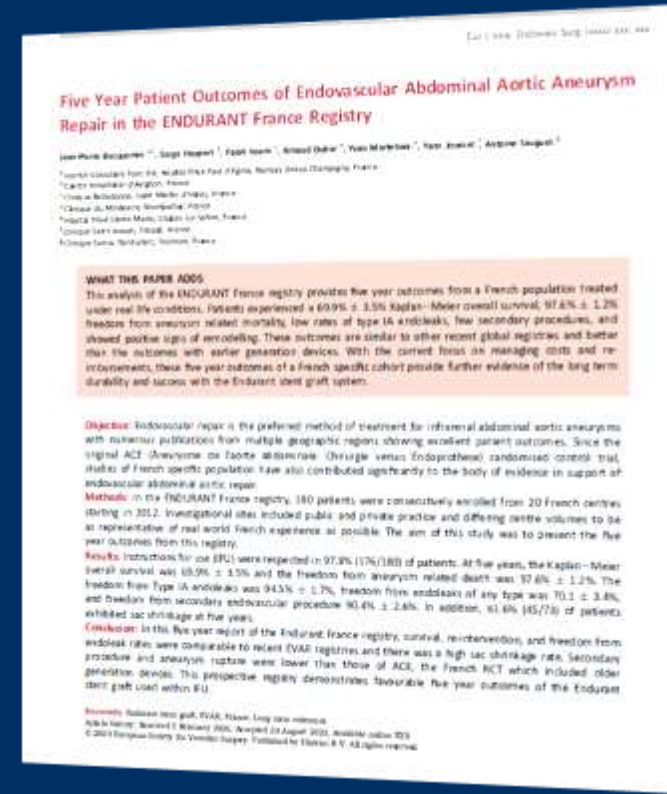 Five Year Patient Outcomes of Endovascular Abdominal Aortic Aneurysm
Repair in the ENDURANT France Registry
WHAT THIS PAPER ADDS
This analysis of the ENDURANT France registry provides five year outcomes from a French population treated
under real life conditions. Patients experienced a 69.9% ± 3.5% Kaplan–Meier overall survival, 97.6% ± 1.2%
freedom from aneurysm related mortality, low rates of type IA endoleaks, few secondary procedures, and
showed positive signs of remodelling. These outcomes are similar to other recent global registries and better
than the outcomes with earlier generation devices. With the current focus on managing costs and re-
imbursements, these five year outcomes of a French specific cohort provide further evidence of the long term
durability and success with the Endurant stent graft system.
Objective: Endovascular repair is the preferred method of treatment for infrarenal abdominal aortic aneurysms
with numerous publications from multiple geographic regions showing excellent patient outcomes. Since the
original ACE (Anevrysme de l'aorte abdominale: Chirurgie versus Endoprothese) randomised control trial,
studies of French specific population have also contributed significantly to the body of evidence in support of
endovascular abdominal aortic repair.
Methods: In the ENDURANT France registry, 180 patients were consecutively enrolled from 20 French centres
starting in 2012. Investigational sites included public and private practice and differing centre volumes to be
as representative of real world French experience as possible. The aim of this study was to present the five
year outcomes from this registry.
Results: Instructions for use (IFU) were respected in 97.8% (176/180) of patients. At five years, the Kaplan–Meier
overall survival was 69.9% ± 3.5% and the freedom from aneurysm related death was 97.6% ± 1.2%. The
freedom from Type IA endoleaks was 94.5% ± 1.7%, freedom from endoleaks of any type was 70.1 ± 3.8%,
and freedom from secondary endovascular procedure 90.4% ± 2.6%. In addition, 61.6% (45/73) of patients
exhibited sac shrinkage at five years.
Conclusion: In this five year report of the Endurant France registry, survival, reintervention, and freedom from
endoleak rates were comparable to recent EVAR registries and there was a high sac shrinkage rate. Secondary
procedure and aneurysm rupture were lower than those of ACE, the French RCT which included older
generation devices. This prospective registry demonstrates favourable five year outcomes of the Endurant
stent graft used within IFU.